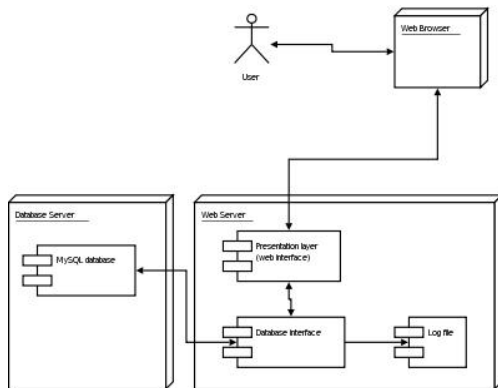 Web Browser
User
Database Server
MySQL database
Web Server
Presentation layer
(web interface)
Database interface
Log file